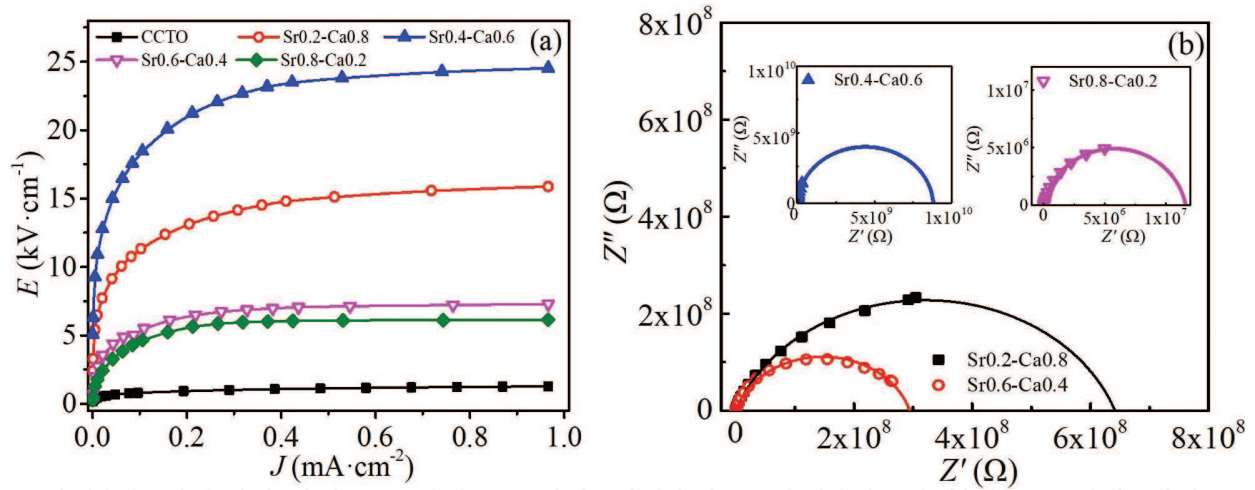 CCTO Sr0.2-Ca0.8 Sr0.4-Ca0.6 (a)
Sr0.6-Ca0.4 Sr0.8-Ca0.2
25
20
15
10
5
0
E (kV·cm⁻¹)
0.0 0.2 0.4 0.6 0.8 1.0
J (mA·cm⁻²)
(b)
8x10⁸
6x10⁸
4x10⁸
2x10⁸
0
Z″ (Ω)
0 2x10⁸ 4x10⁸ 6x10⁸ 8x10⁸
Z′ (Ω)
Sr0.2-Ca0.8
Sr0.6-Ca0.4
1x10¹⁰
Sr0.4-Ca0.6
5x10⁹
0
Z″ (Ω)
0 5x10⁹ 1x10¹⁰
Z′ (Ω)
Sr0.8-Ca0.2
1x10⁷
5x10⁶
0
Z″ (Ω)
0 5x10⁶ 1x10⁷
Z′ (Ω)